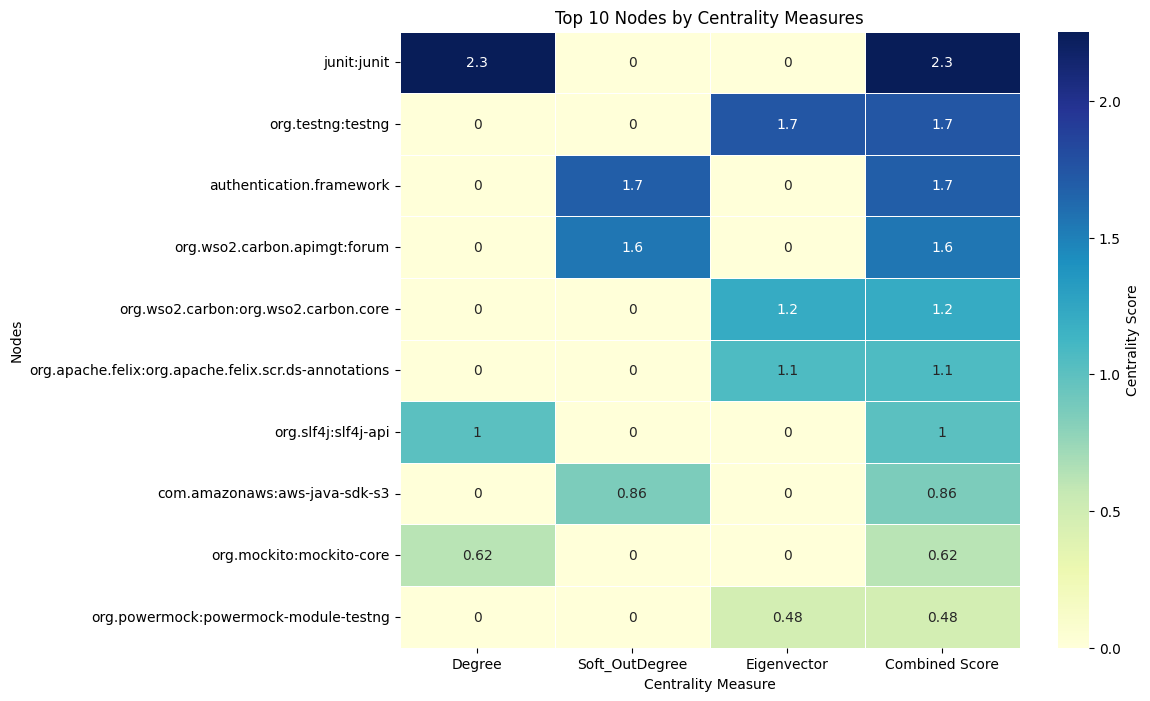 Top 10 Nodes by Centrality Measures
junit:junit 2.3 0 0 2.3
org.testng:testng 0 0 1.7 1.7
authentication.framework 0 1.7 0 1.7
org.wso2.carbon.apimgt:forum 0 1.6 0 1.6
org.wso2.carbon:org.wso2.carbon.core 0 0 1.2 1.2
org.apache.felix:org.apache.felix.scr.ds-annotations 0 0 1.1 1.1
org.slf4j:slf4j-api 1 0 0 1
com.amazonaws:aws-java-sdk-s3 0 0.86 0 0.86
org.mockito:mockito-core 0.62 0 0 0.62
org.powermock:powermock-module-testng 0 0 0.48 0.48
Nodes
Degree Soft_OutDegree Eigenvector Combined Score
Centrality Measure
2.0
1.5
1.0
0.5
0.0
Centrality Score